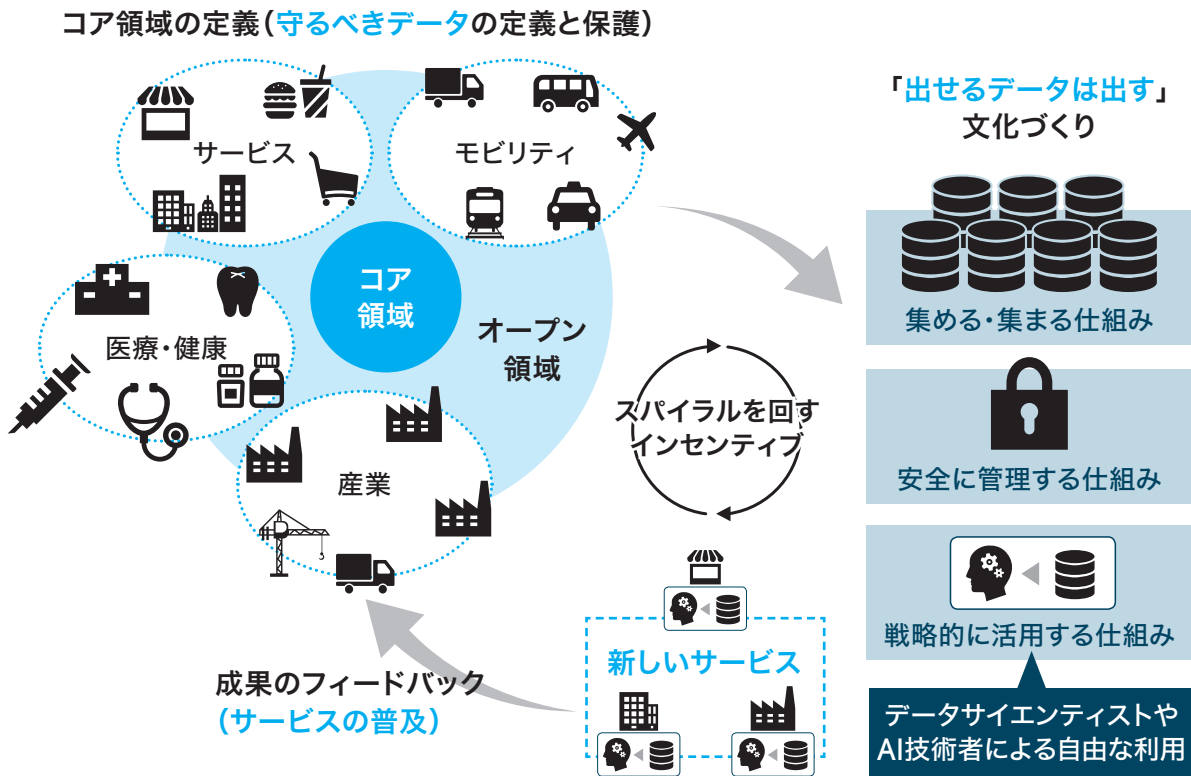 コア領域の定義（守るべきデータの定義と保護）
サービス
モビリティ
コア
領域
オープン
領域
医療・健康
産業
「出せるデータは出す」
文化づくり
集める・集まる仕組み
安全に管理する仕組み
戦略的に活用する仕組み
データサイエンティストや
AI技術者による自由な利用
スパイラルを回す
インセンティブ
新しいサービス
成果のフィードバック
（サービスの普及）